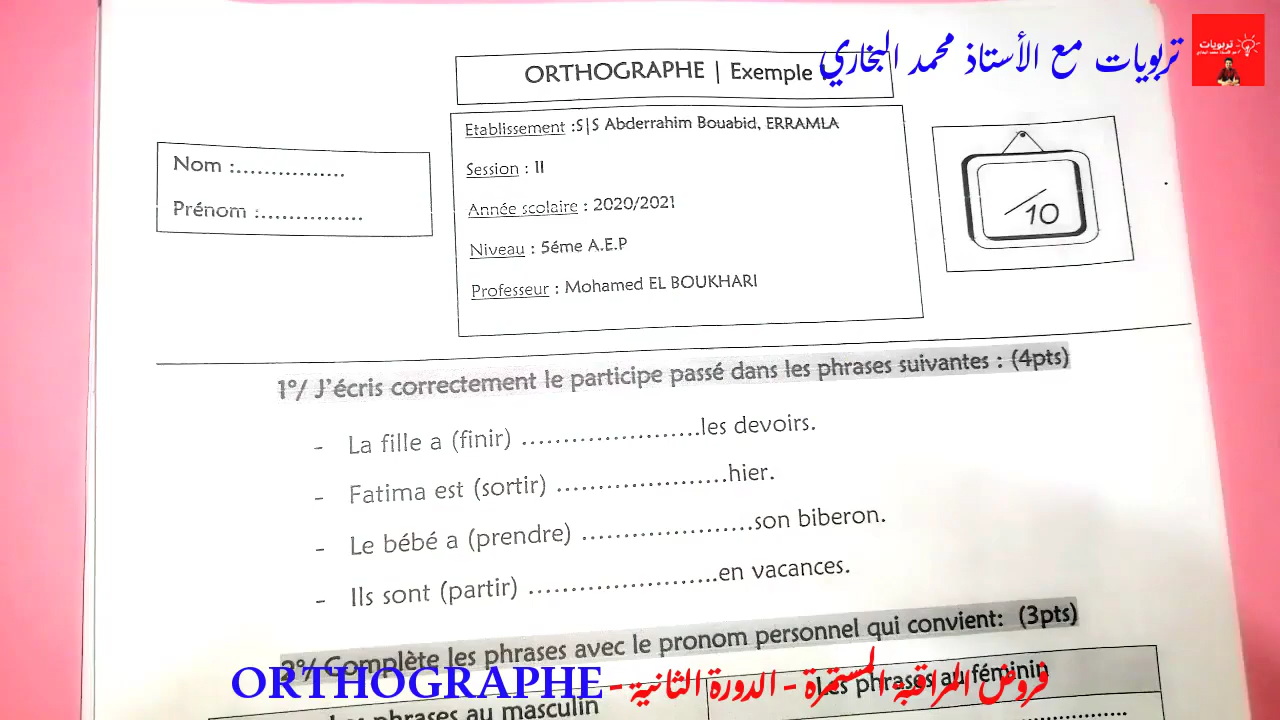 تربويات مع الأستاذ محمد البخاري
تربويات
ORTHOGRAPHE | Exemple
Nom :................
Prénom :...............
Etablissement :S|S Abderrahim Bouabid, ERRAMLA
Session : II
Année scolaire : 2020/2021
Niveau : 5éme A.E.P
Professeur : Mohamed EL BOUKHARI
/10
1°/ J'écris correctement le participe passé dans les phrases suivantes : (4pts)
- La fille a (finir) ......................les devoirs.
- Fatima est (sortir) .....................hier.
- Le bébé a (prendre) .....................son biberon.
- Ils sont (partir) .......................en vacances.
2°/ Complète les phrases avec le pronom personnel qui convient: (3pts)
Les phrases au masculin
Les phrases au féminin
ORTHOGRAPHE - فروض المراقبة المستمرة - الدورة الثانية